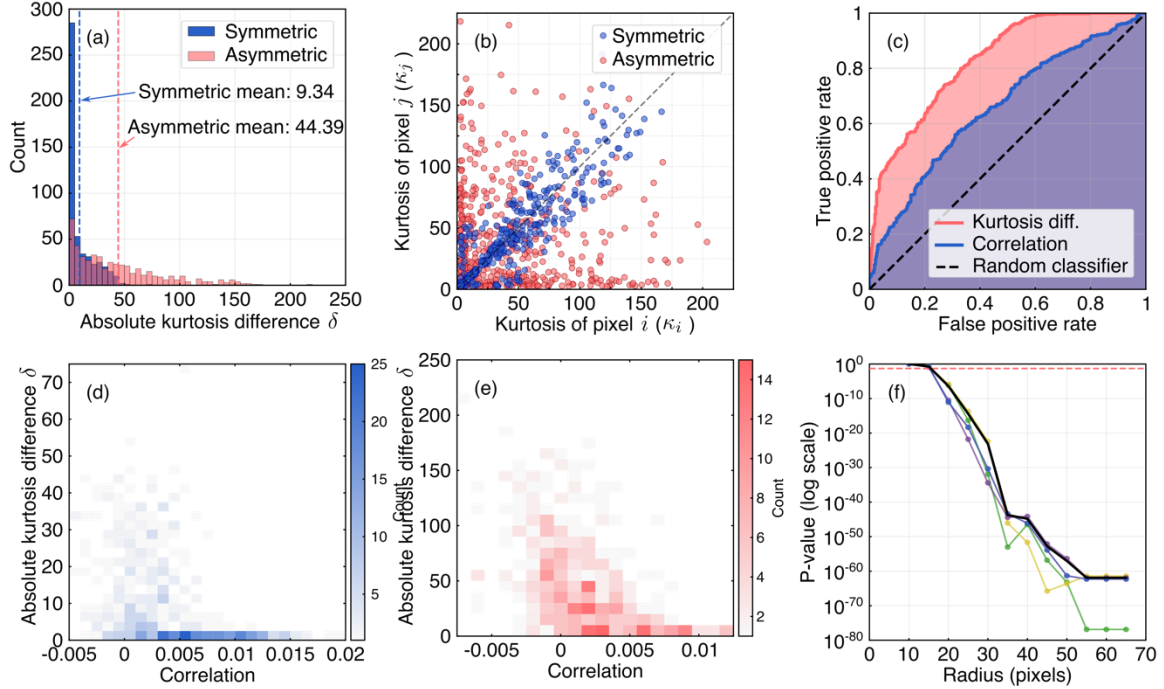 (a)
Symmetric
Asymmetric
Symmetric mean: 9.34
Asymmetric mean: 44.39
Count
300
250
200
150
100
50
0
0 50 100 150 200 250
Absolute kurtosis difference δ
(b)
Symmetric
Asymmetric
Kurtosis of pixel j (κj)
200
150
100
50
0
0 25 50 75 100 125 150 175 200
Kurtosis of pixel i (κi )
(c)
True positive rate
1
0.8
0.6
0.4
0.2
0
Kurtosis diff.
Correlation
Random classifier
0 0.2 0.4 0.6 0.8 1
False positive rate
(d)
Absolute kurtosis difference δ
70
60
50
40
30
20
10
0
-0.005 0 0.005 0.01 0.015 0.02
Correlation
25
20
15
10
5
Count
(e)
Absolute kurtosis difference δ
250
200
150
100
50
0
-0.005 0 0.005 0.01
Correlation
14
12
10
8
6
4
2
Count
(f)
P-value (log scale)
10^0
10^-10
10^-20
10^-30
10^-40
10^-50
10^-60
10^-70
10^-80
0 10 20 30 40 50 60 70
Radius (pixels)